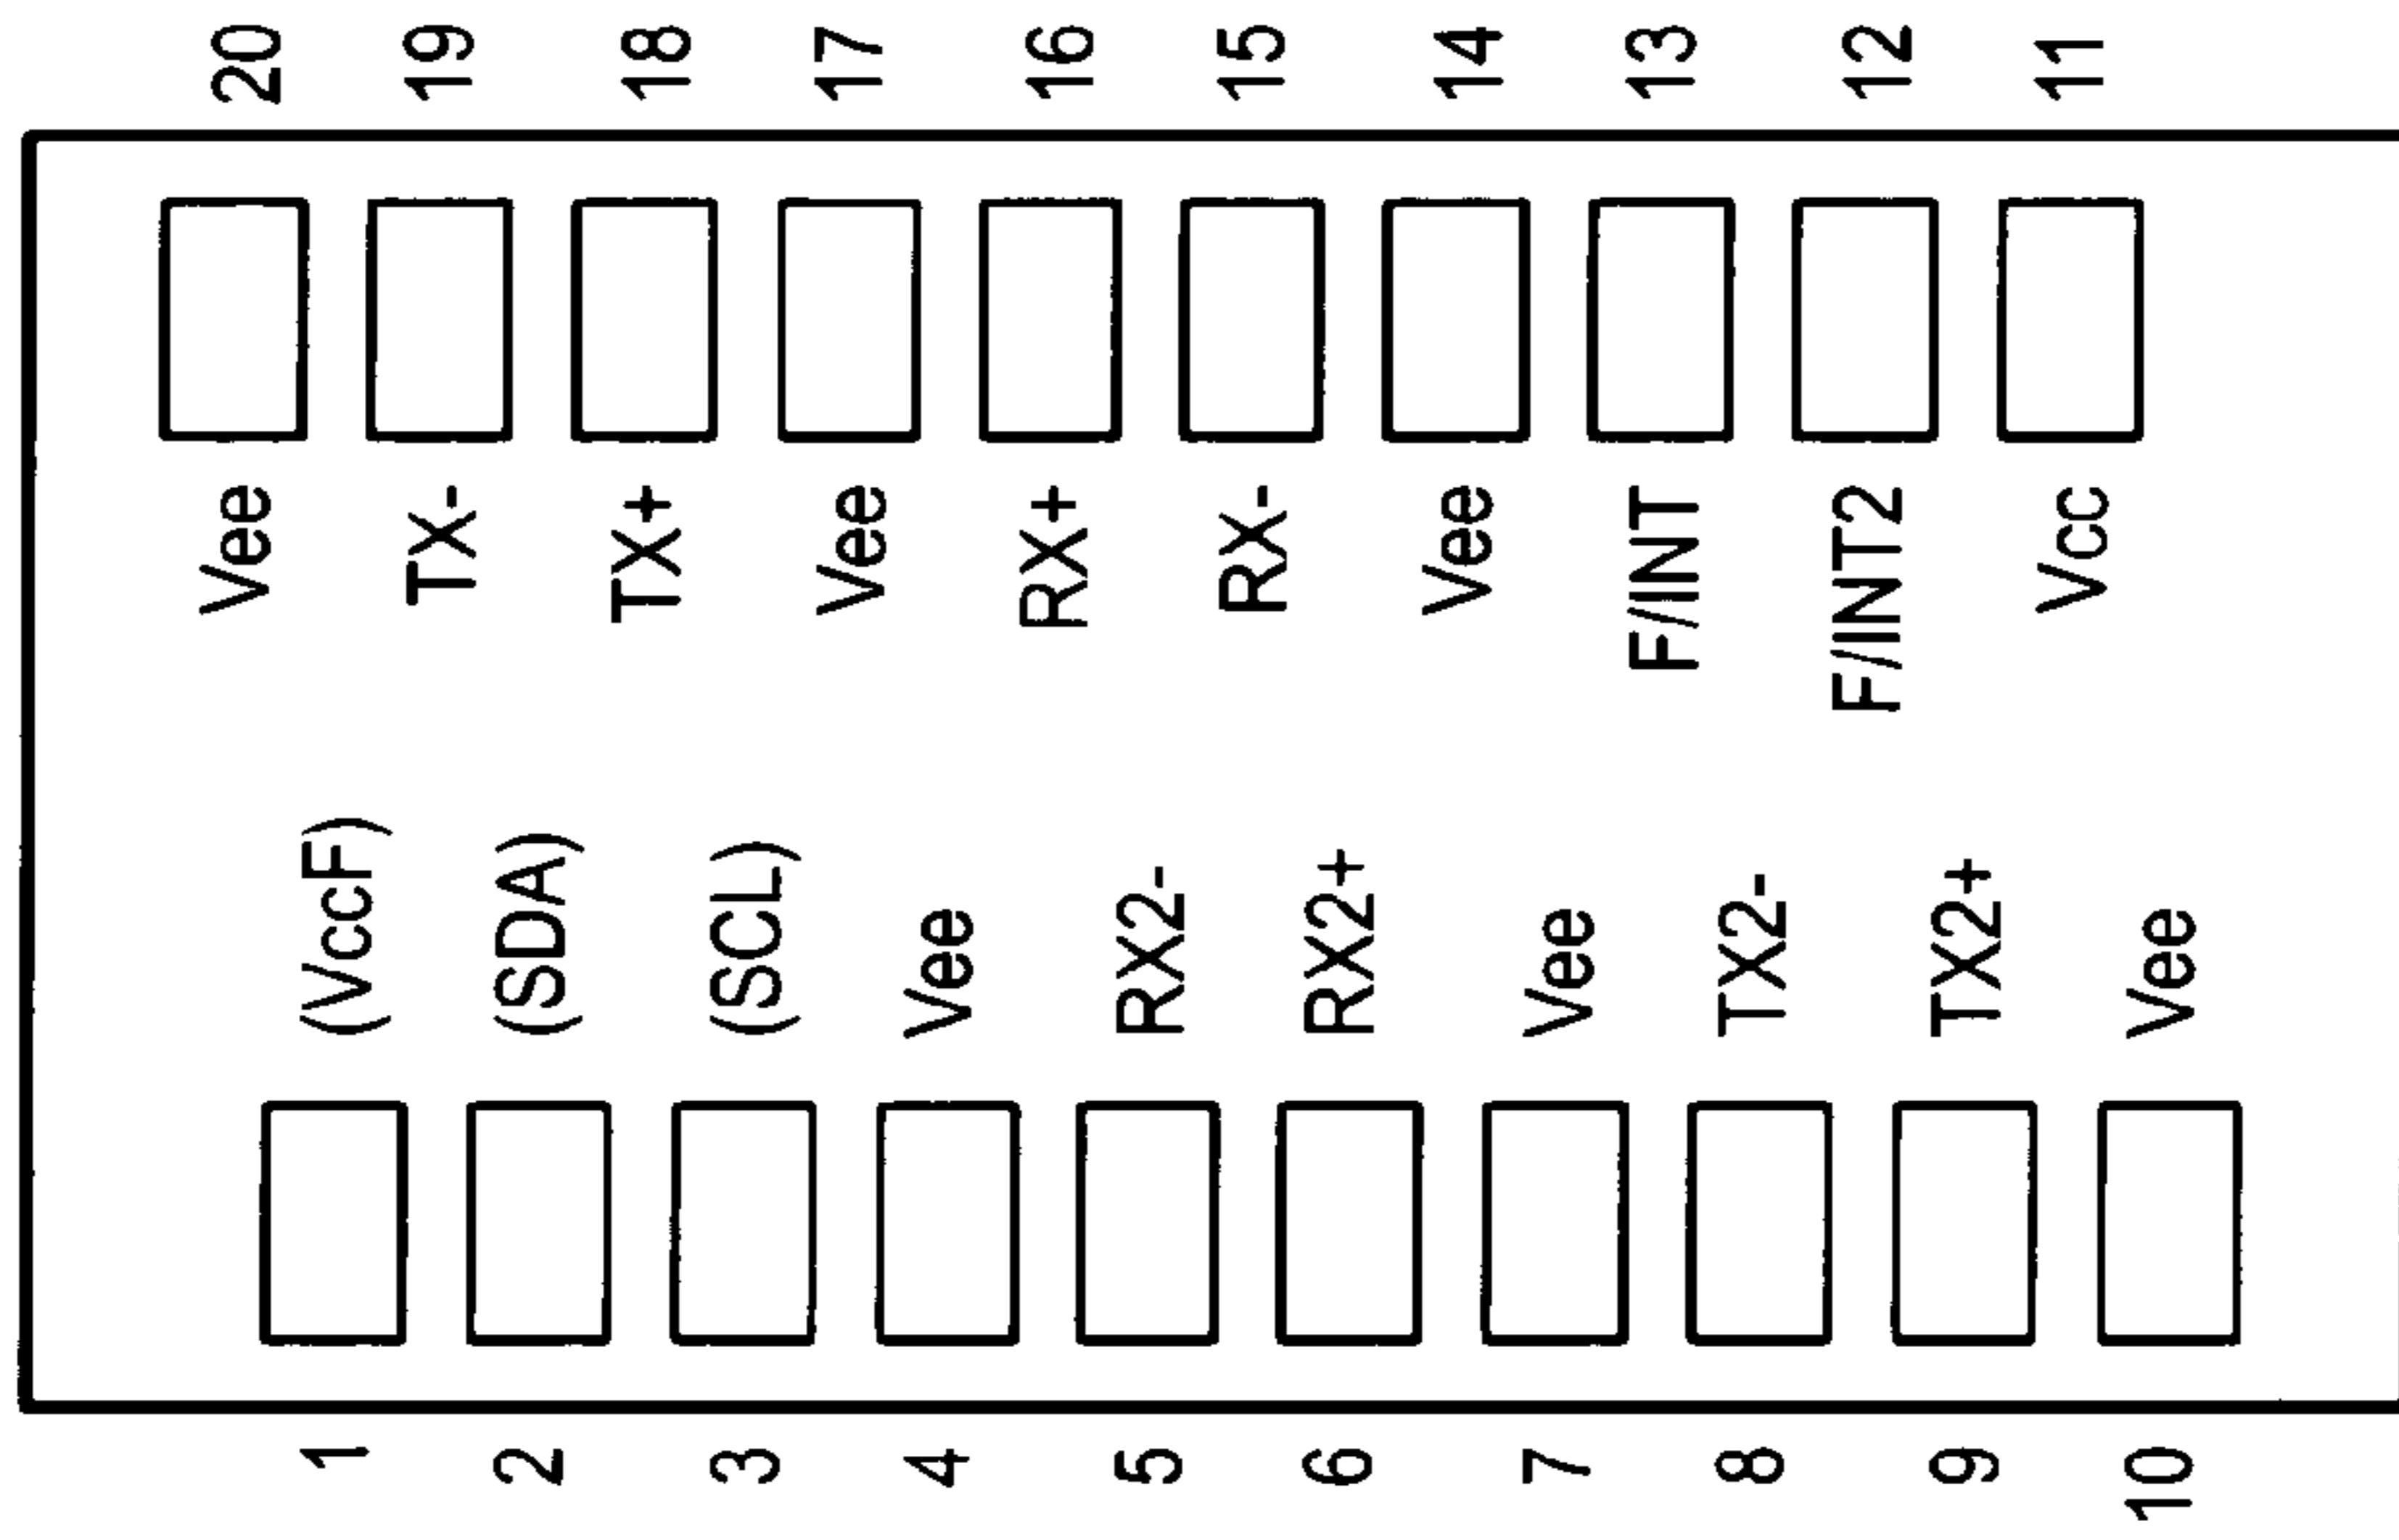 20 19 18 17 16 15 14 13 12 11
Vee TX- TX+ Vee RX+ RX- Vee F/INT F/INT2 Vcc
(VccF) (SDA) (SCL) Vee RX2- RX2+ Vee TX2- TX2+ Vee
1 2 3 4 5 6 7 8 9 10